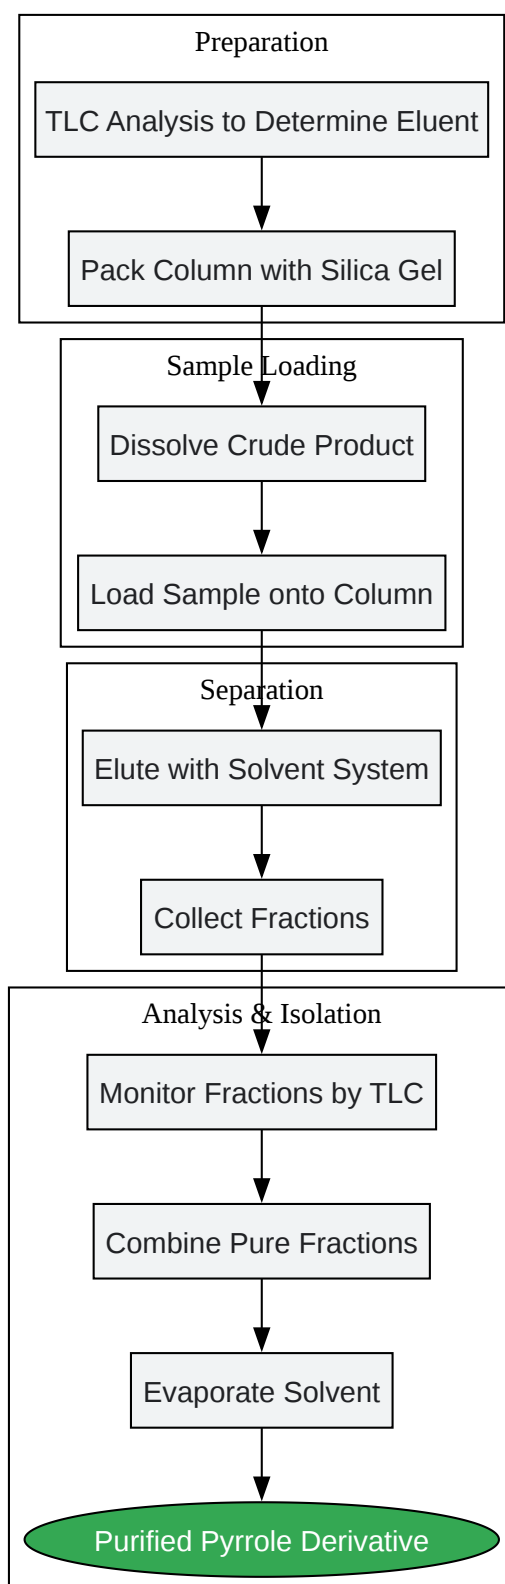 Preparation
TLC Analysis to Determine Eluent
Pack Column with Silica Gel
Sample Loading
Dissolve Crude Product
Load Sample onto Column
Separation
Elute with Solvent System
Collect Fractions
Analysis & Isolation
Monitor Fractions by TLC
Combine Pure Fractions
Evaporate Solvent
Purified Pyrrole Derivative